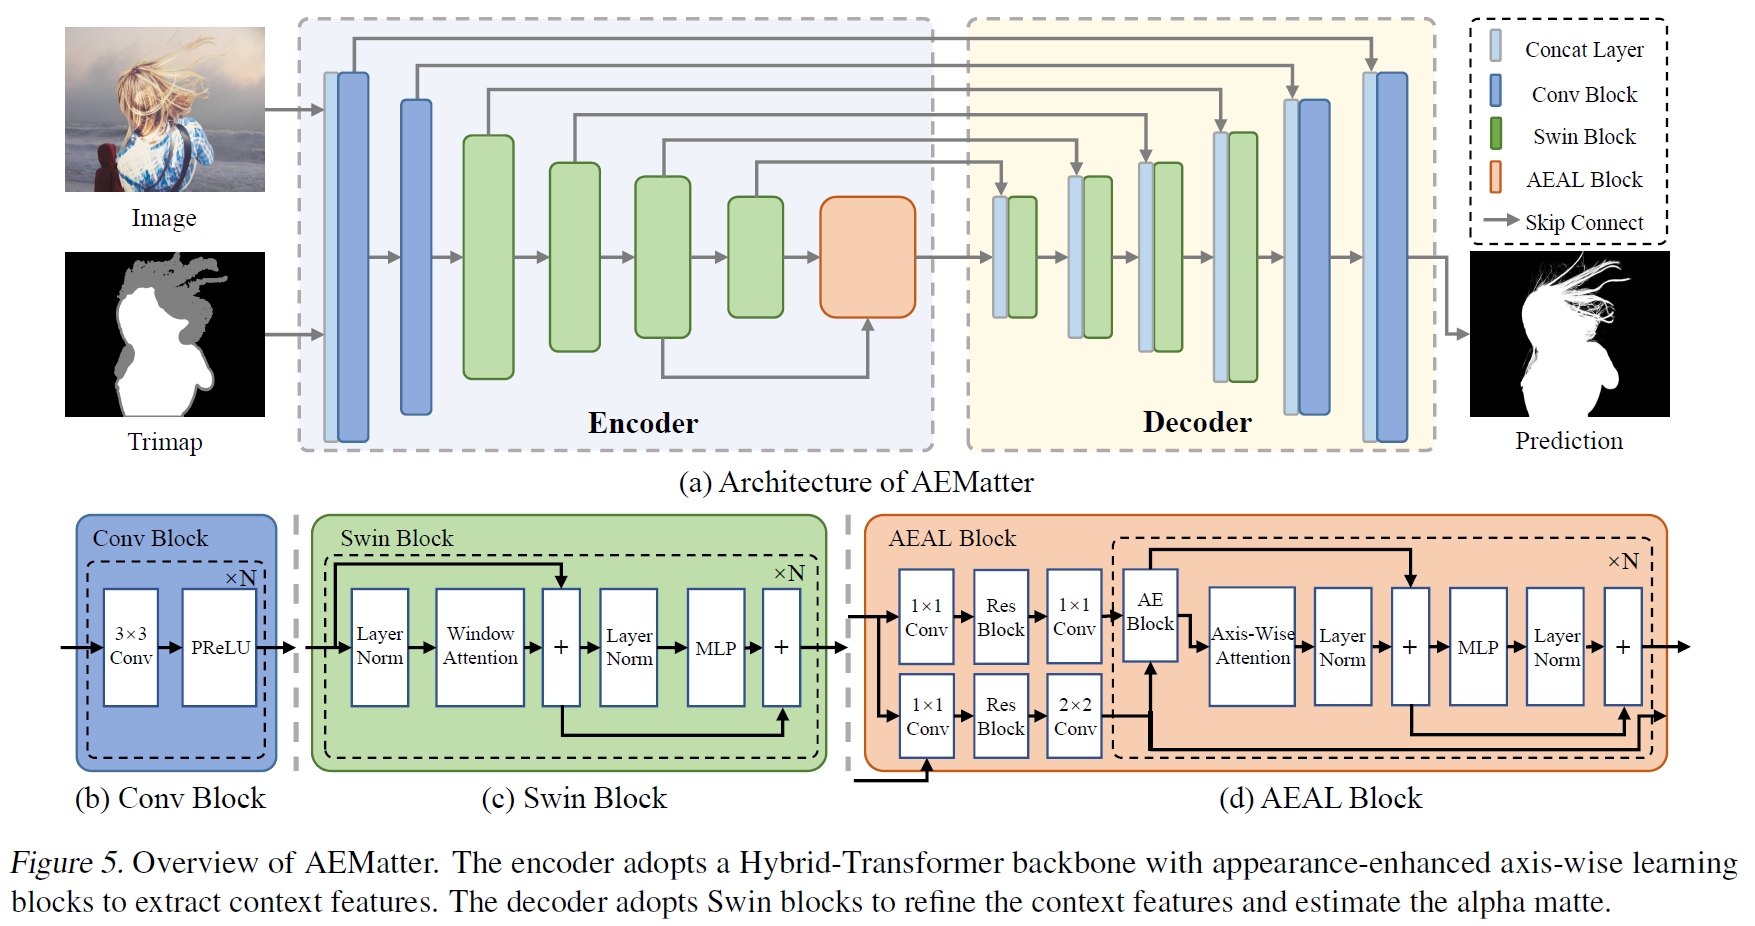 Image
Trimap
Encoder
Decoder
Concat Layer
Conv Block
Swin Block
AEAL Block
Skip Connect
Prediction
(a) Architecture of AEMatter
Conv Block
×N
3×3
Conv
PReLU
(b) Conv Block
Swin Block
×N
Layer
Norm
Window
Attention
+
Layer
Norm
MLP
+
(c) Swin Block
AEAL Block
×N
1×1
Conv
Res
Block
1×1
Conv
AE
Block
Axis-Wise
Attention
Layer
Norm
+
MLP
Layer
Norm
+
1×1
Conv
Res
Block
2×2
Conv
(d) AEAL Block
Figure 5. Overview of AEMatter. The encoder adopts a Hybrid-Transformer backbone with appearance-enhanced axis-wise learning
blocks to extract context features. The decoder adopts Swin blocks to refine the context features and estimate the alpha matte.